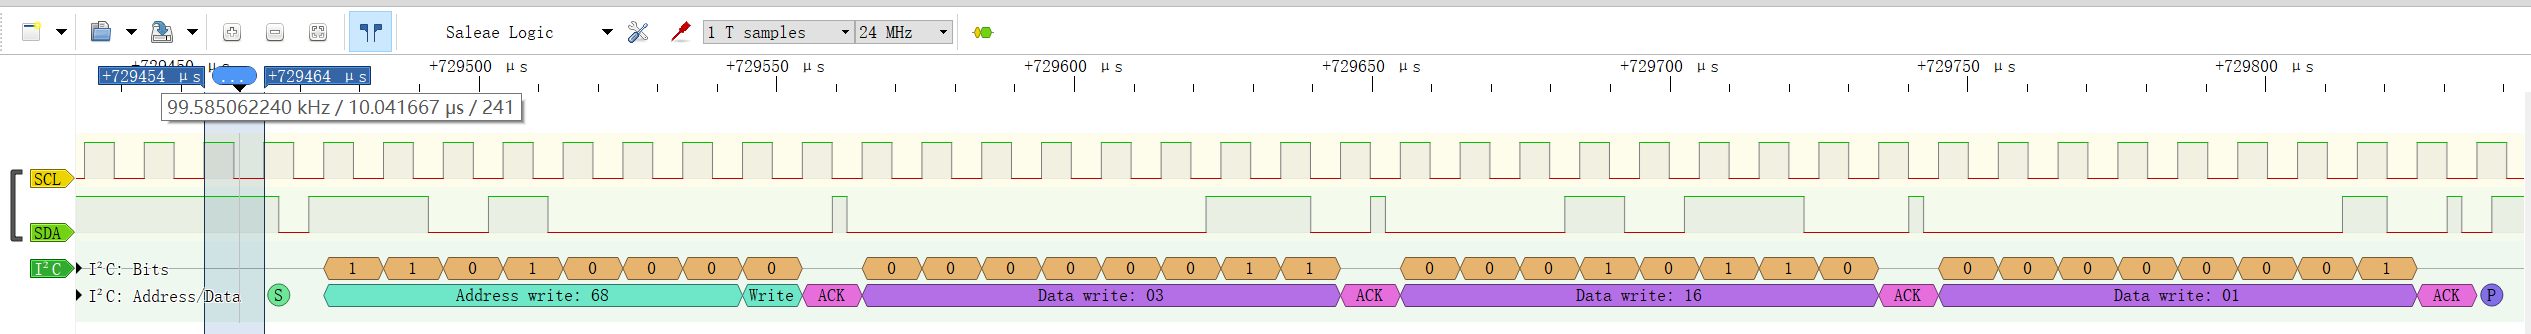 Saleae Logic 1 T samples 24 MHz
+729450 μs +729500 μs +729550 μs +729600 μs +729650 μs +729700 μs +729750 μs +729800 μs
+729454 μs ... +729464 μs
99.585062240 kHz / 10.041667 μs / 241
SCL
SDA
I²C I²C: Bits 1 1 0 1 0 0 0 0 0 0 0 0 0 0 1 1 0 0 0 1 0 1 1 0 0 0 0 0 0 0 0 1
I²C: Address/Data S Address write: 68 Write ACK Data write: 03 ACK Data write: 16 ACK Data write: 01 ACK P